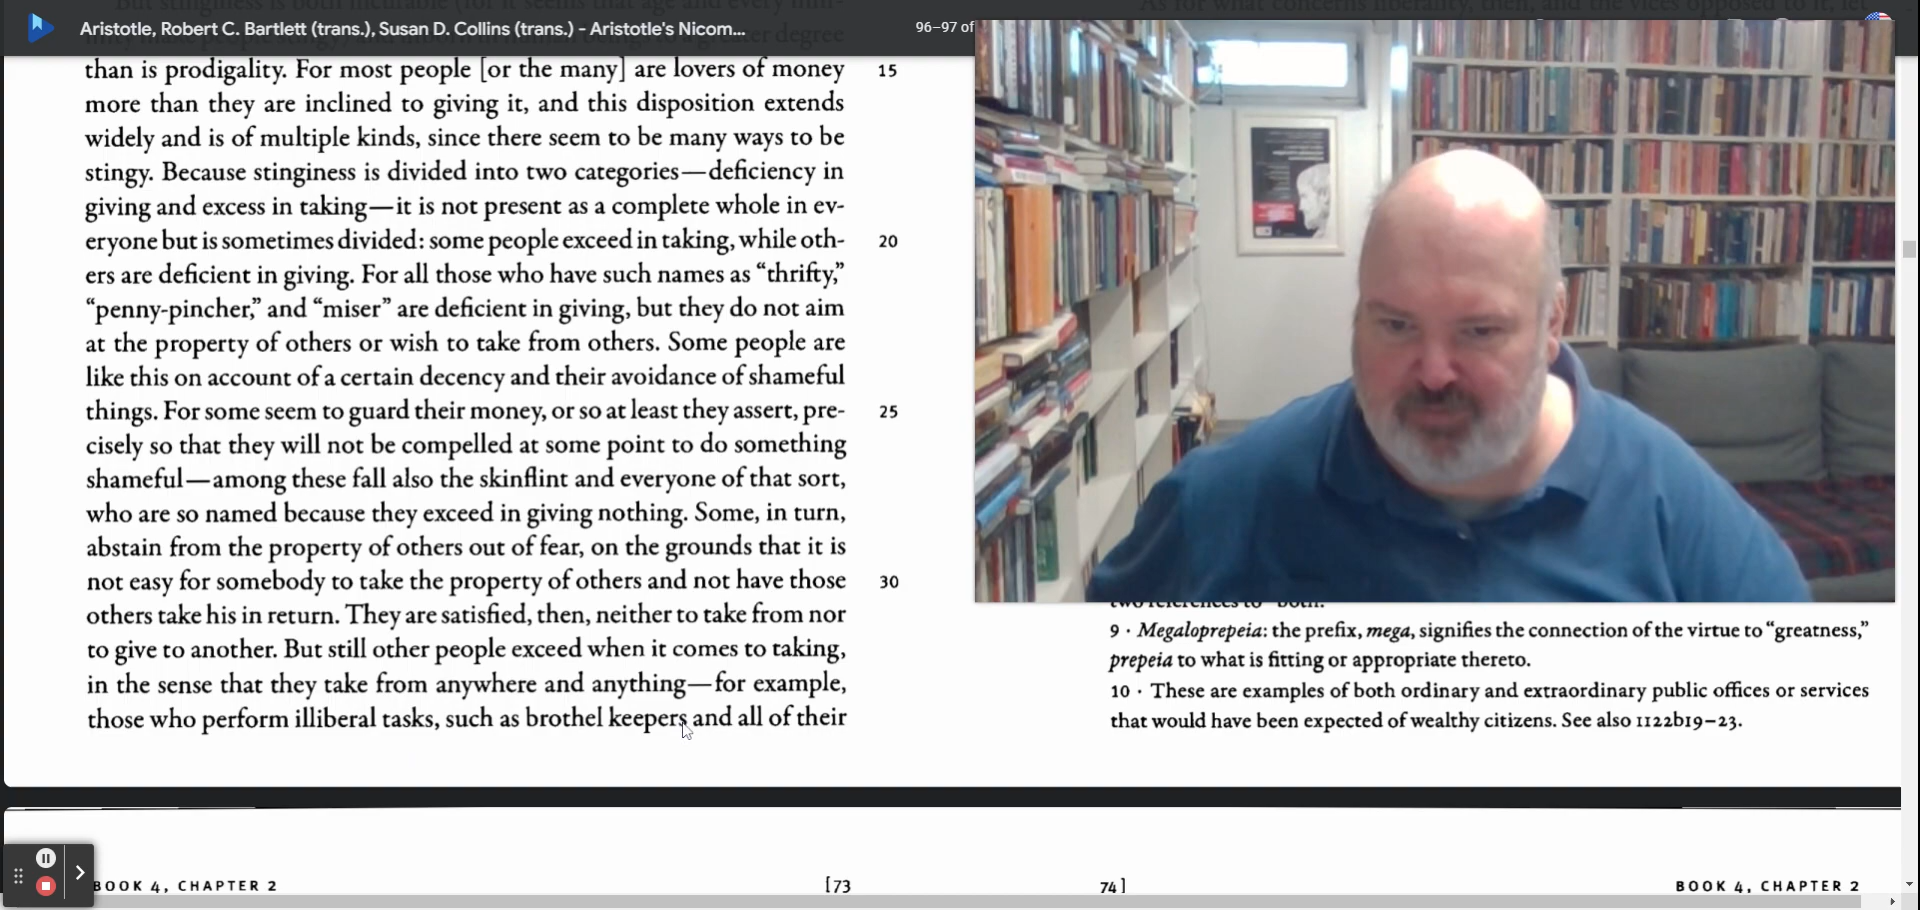 Aristotle, Robert C. Bartlett (trans.), Susan D. Collins (trans.) - Aristotle's Nicom...
96–97 of
than is prodigality. For most people [or the many] are lovers of money
15
more than they are inclined to giving it, and this disposition extends
widely and is of multiple kinds, since there seem to be many ways to be
stingy. Because stinginess is divided into two categories—deficiency in
giving and excess in taking—it is not present as a complete whole in ev-
eryone but is sometimes divided: some people exceed in taking, while oth-
20
ers are deficient in giving. For all those who have such names as “thrifty,”
“penny-pincher,” and “miser” are deficient in giving, but they do not aim
at the property of others or wish to take from others. Some people are
like this on account of a certain decency and their avoidance of shameful
things. For some seem to guard their money, or so at least they assert, pre-
25
cisely so that they will not be compelled at some point to do something
shameful—among these fall also the skinflint and everyone of that sort,
who are so named because they exceed in giving nothing. Some, in turn,
abstain from the property of others out of fear, on the grounds that it is
not easy for somebody to take the property of others and not have those
30
others take his in return. They are satisfied, then, neither to take from nor
to give to another. But still other people exceed when it comes to taking,
in the sense that they take from anywhere and anything—for example,
those who perform illiberal tasks, such as brothel keepers and all of their
two references to “both.”
9 · Megaloprepeia: the prefix, mega, signifies the connection of the virtue to “greatness,”
prepeia to what is fitting or appropriate thereto.
10 · These are examples of both ordinary and extraordinary public offices or services
that would have been expected of wealthy citizens. See also 1122b19–23.
BOOK 4, CHAPTER 2
[73
74]
BOOK 4, CHAPTER 2